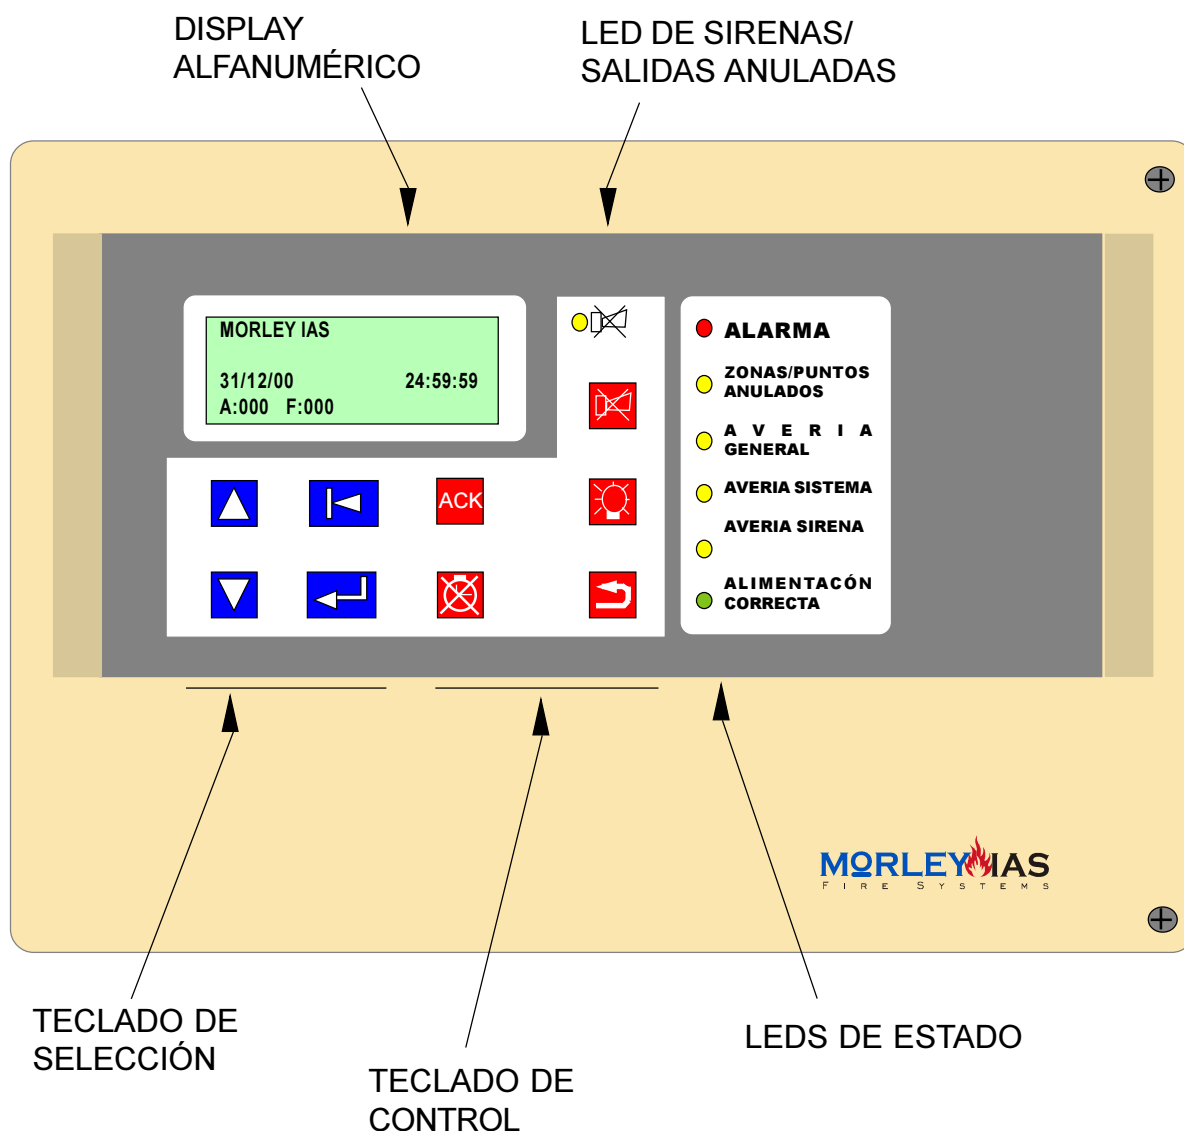 DISPLAY
ALFANUMÉRICO
LED DE SIRENAS/
SALIDAS ANULADAS
MORLEY IAS
31/12/00 24:59:59
A:000 F:000
ACK
ALARMA
ZONAS/PUNTOS
ANULADOS
A V E R I A
GENERAL
AVERIA SISTEMA
AVERIA SIRENA
ALIMENTACÓN
CORRECTA
MORLEY IAS
FIRE SYSTEMS
TECLADO DE
SELECCIÓN
TECLADO DE
CONTROL
LEDS DE ESTADO